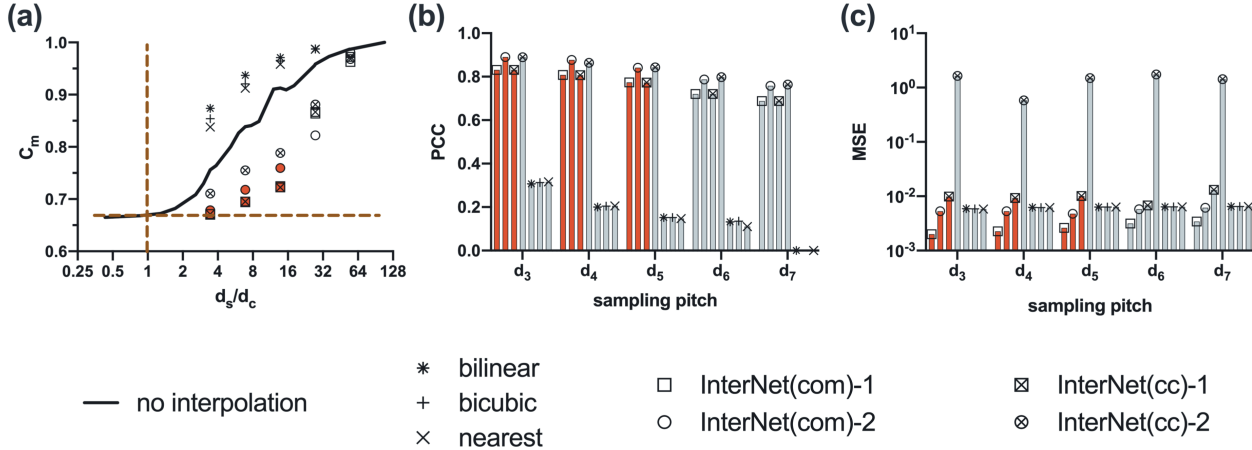 (a)
1.0
0.9
0.8
0.7
0.6
C_m
0.25 0.5 1 2 4 8 16 32 64 128
d_s/d_c
(b)
1.0
0.8
0.6
0.4
0.2
0.0
PCC
d_3 d_4 d_5 d_6 d_7
sampling pitch
(c)
10^1
10^0
10^-1
10^-2
10^-3
MSE
d_3 d_4 d_5 d_6 d_7
sampling pitch
no interpolation
bilinear
bicubic
nearest
InterNet(com)-1
InterNet(com)-2
InterNet(cc)-1
InterNet(cc)-2